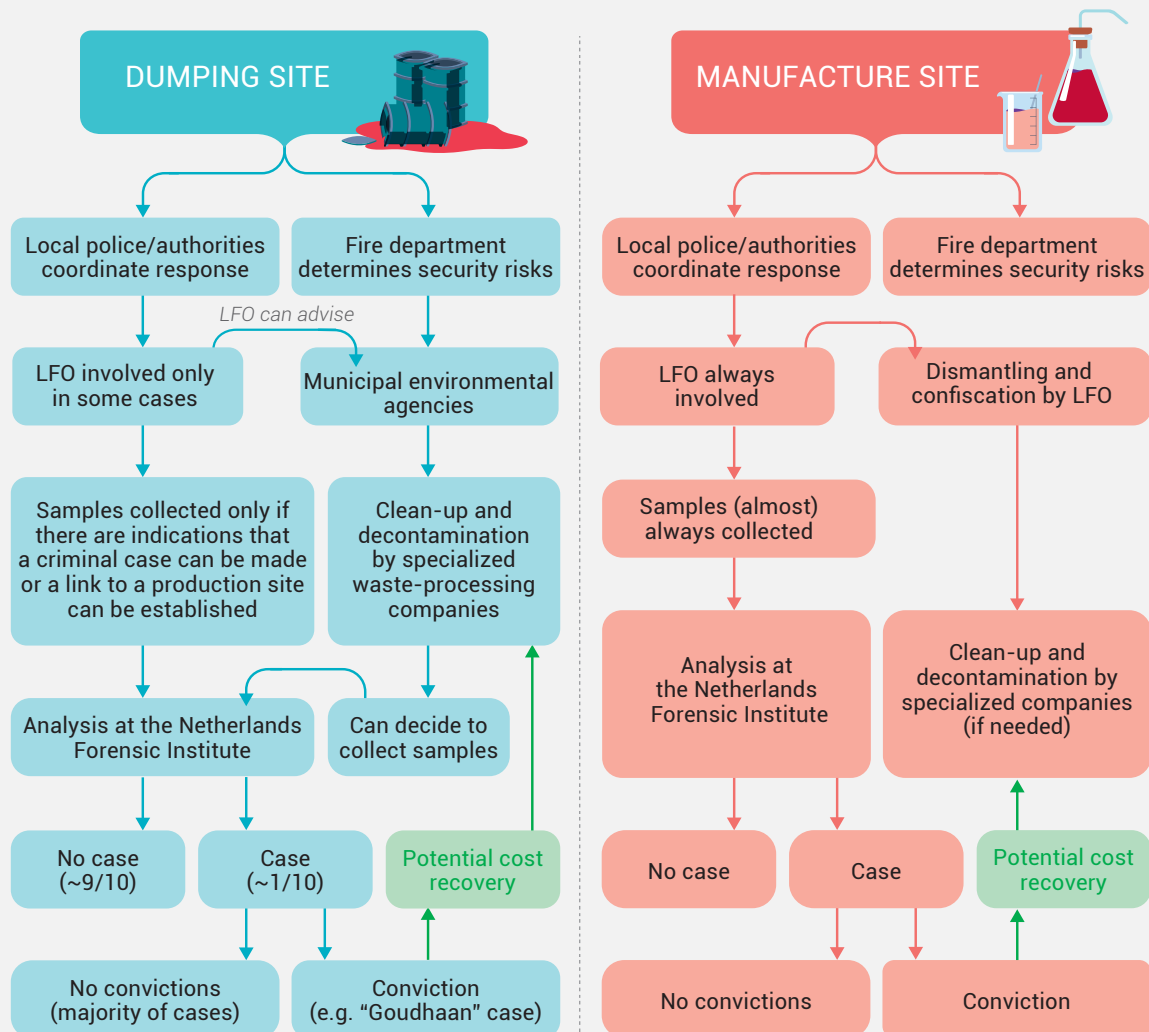 DUMPING SITE
Local police/authorities
coordinate response
Fire department
determines security risks
LFO can advise
LFO involved only
in some cases
Municipal environmental
agencies
Samples collected only if
there are indications that
a criminal case can be made
or a link to a production site
can be established
Clean-up and
decontamination
by specialized
waste-processing
companies
Analysis at the Netherlands
Forensic Institute
Can decide to
collect samples
No case
(~9/10)
Case
(~1/10)
Potential cost
recovery
No convictions
(majority of cases)
Conviction
(e.g. “Goudhaan” case)
MANUFACTURE SITE
Local police/authorities
coordinate response
Fire department
determines security risks
LFO always
involved
Dismantling and
confiscation by LFO
Samples (almost)
always collected
Analysis at
the Netherlands
Forensic Institute
Clean-up and
decontamination by
specialized companies
(if needed)
No case
Case
Potential cost
recovery
No convictions
Conviction